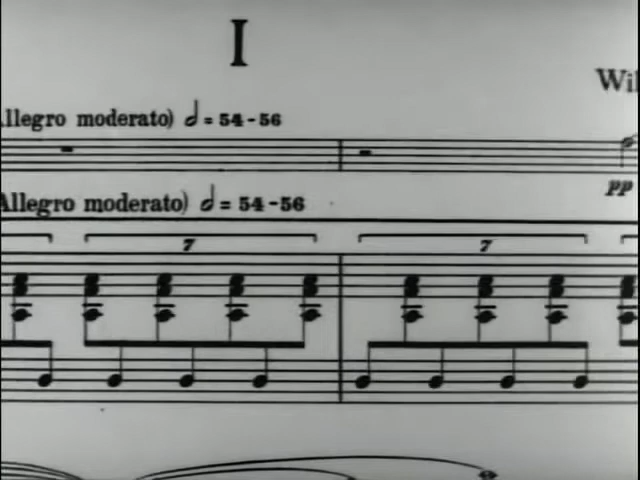 I
Wil
Allegro moderato) 𝅗𝅥 = 54 - 56
pp
Allegro moderato) 𝅗𝅥 = 54 - 56
7 7